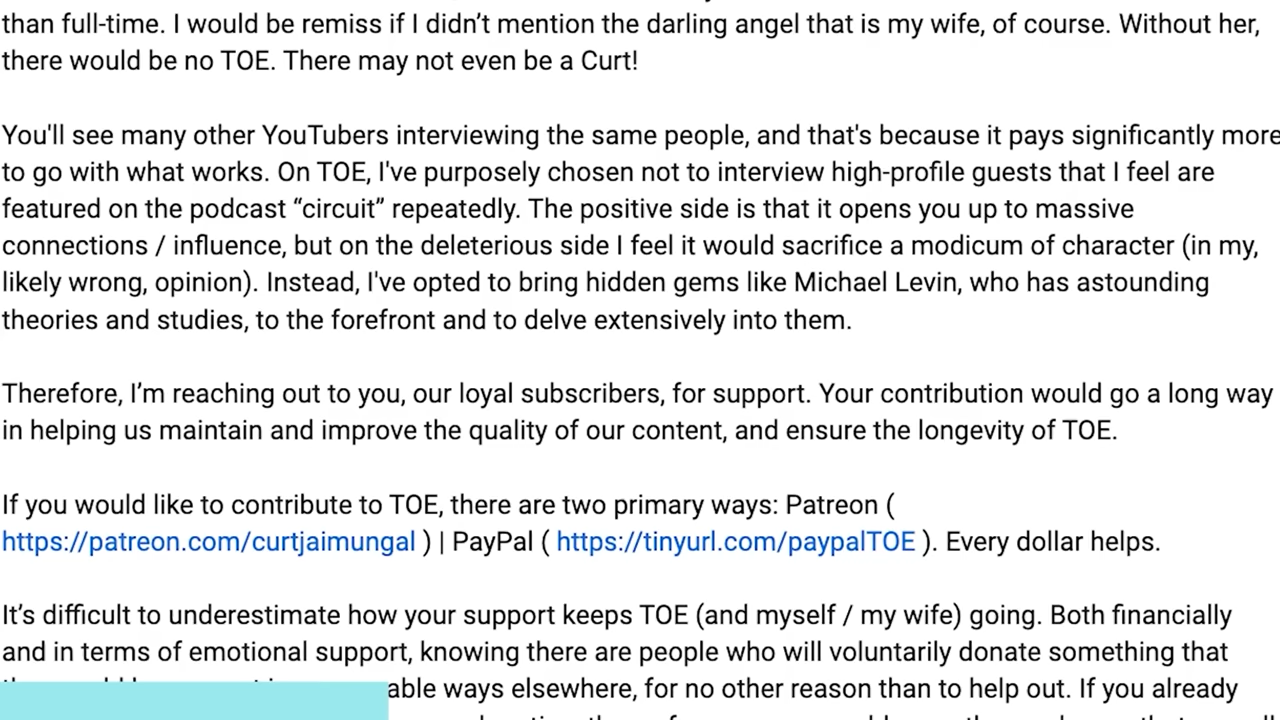 than full-time. I would be remiss if I didn’t mention the darling angel that is my wife, of course. Without her,
there would be no TOE. There may not even be a Curt!
You'll see many other YouTubers interviewing the same people, and that's because it pays significantly more
to go with what works. On TOE, I've purposely chosen not to interview high-profile guests that I feel are
featured on the podcast “circuit” repeatedly. The positive side is that it opens you up to massive
connections / influence, but on the deleterious side I feel it would sacrifice a modicum of character (in my,
likely wrong, opinion). Instead, I've opted to bring hidden gems like Michael Levin, who has astounding
theories and studies, to the forefront and to delve extensively into them.
Therefore, I’m reaching out to you, our loyal subscribers, for support. Your contribution would go a long way
in helping us maintain and improve the quality of our content, and ensure the longevity of TOE.
If you would like to contribute to TOE, there are two primary ways: Patreon (
https://patreon.com/curtjaimungal ) | PayPal ( https://tinyurl.com/paypalTOE ). Every dollar helps.
It’s difficult to underestimate how your support keeps TOE (and myself / my wife) going. Both financially
and in terms of emotional support, knowing there are people who will voluntarily donate something that
able ways elsewhere, for no other reason than to help out. If you already